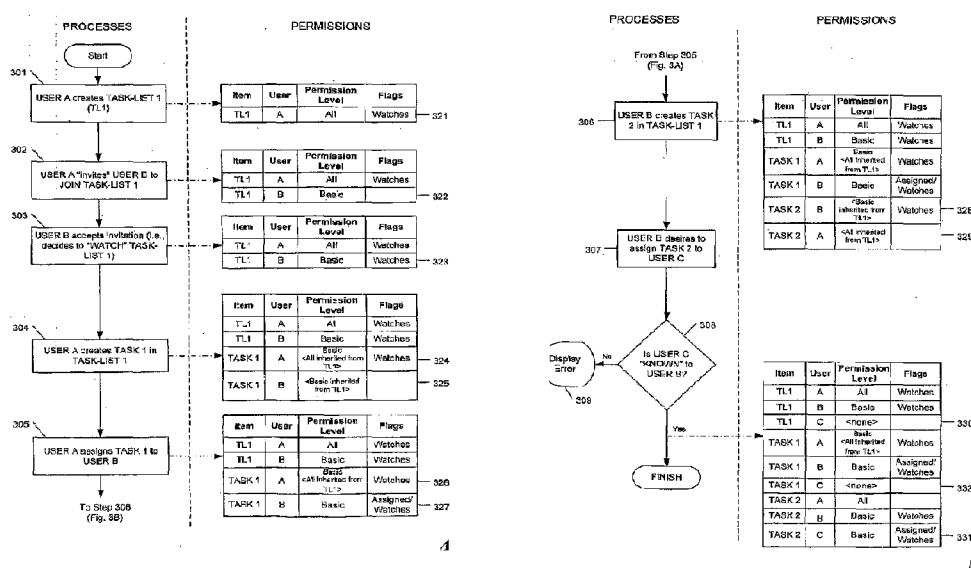 PROCESSES
PERMISSIONS
Start
301
USER A creates TASK-LIST 1
(TL1)
Item User Permission Level Flags
TL1 A All Watches
321
302
USER A "invites" USER B to
JOIN TASK-LIST 1
Item User Permission Level Flags
TL1 A All Watches
TL1 B Basic
322
303
USER B accepts invitation (i.e.,
decides to "WATCH" TASK-
LIST 1)
Item User Permission Level Flags
TL1 A All Watches
TL1 B Basic Watches
323
304
USER A creates TASK 1 in
TASK-LIST 1
Item User Permission Level Flags
TL1 A All Watches
TL1 B Basic Watches
TASK 1 A Basic <All Inherited from TL1> Watches
324
TASK 1 B <Basic Inherited from TL1>
325
305
USER A assigns TASK 1 to
USER B
Item User Permission Level Flags
TL1 A All Watches
TL1 B Basic Watches
TASK 1 A Basic <All Inherited from TL1> Watches
326
TASK 1 B Basic Assigned/ Watches
327
To Step 306
(Fig. 3B)
A
PROCESSES
PERMISSIONS
From Step 305
(Fig. 3A)
306
USER B creates TASK
2 in TASK-LIST 1
Item User Permission Level Flags
TL1 A All Watches
TL1 B Basic Watches
TASK 1 A Basic <All Inherited from TL1> Watches
TASK 1 B Basic Assigned/ Watches
TASK 2 B <Basic inherited from TL1> Watches
328
TASK 2 A <All inherited from TL1>
329
307
USER B desires to
assign TASK 2 to
USER C
308
Is USER C
"KNOWN" to
USER B?
No
Display
Error
309
Yes
FINISH
Item User Permission Level Flags
TL1 A All Watches
TL1 B Basic Watches
TL1 C <none>
330
TASK 1 A Basic <All Inherited from TL1> Watches
TASK 1 B Basic Assigned/ Watches
TASK 1 C <none>
332
TASK 2 A All
TASK 2 B Basic Watches
TASK 2 C Basic Assigned/ Watches
331